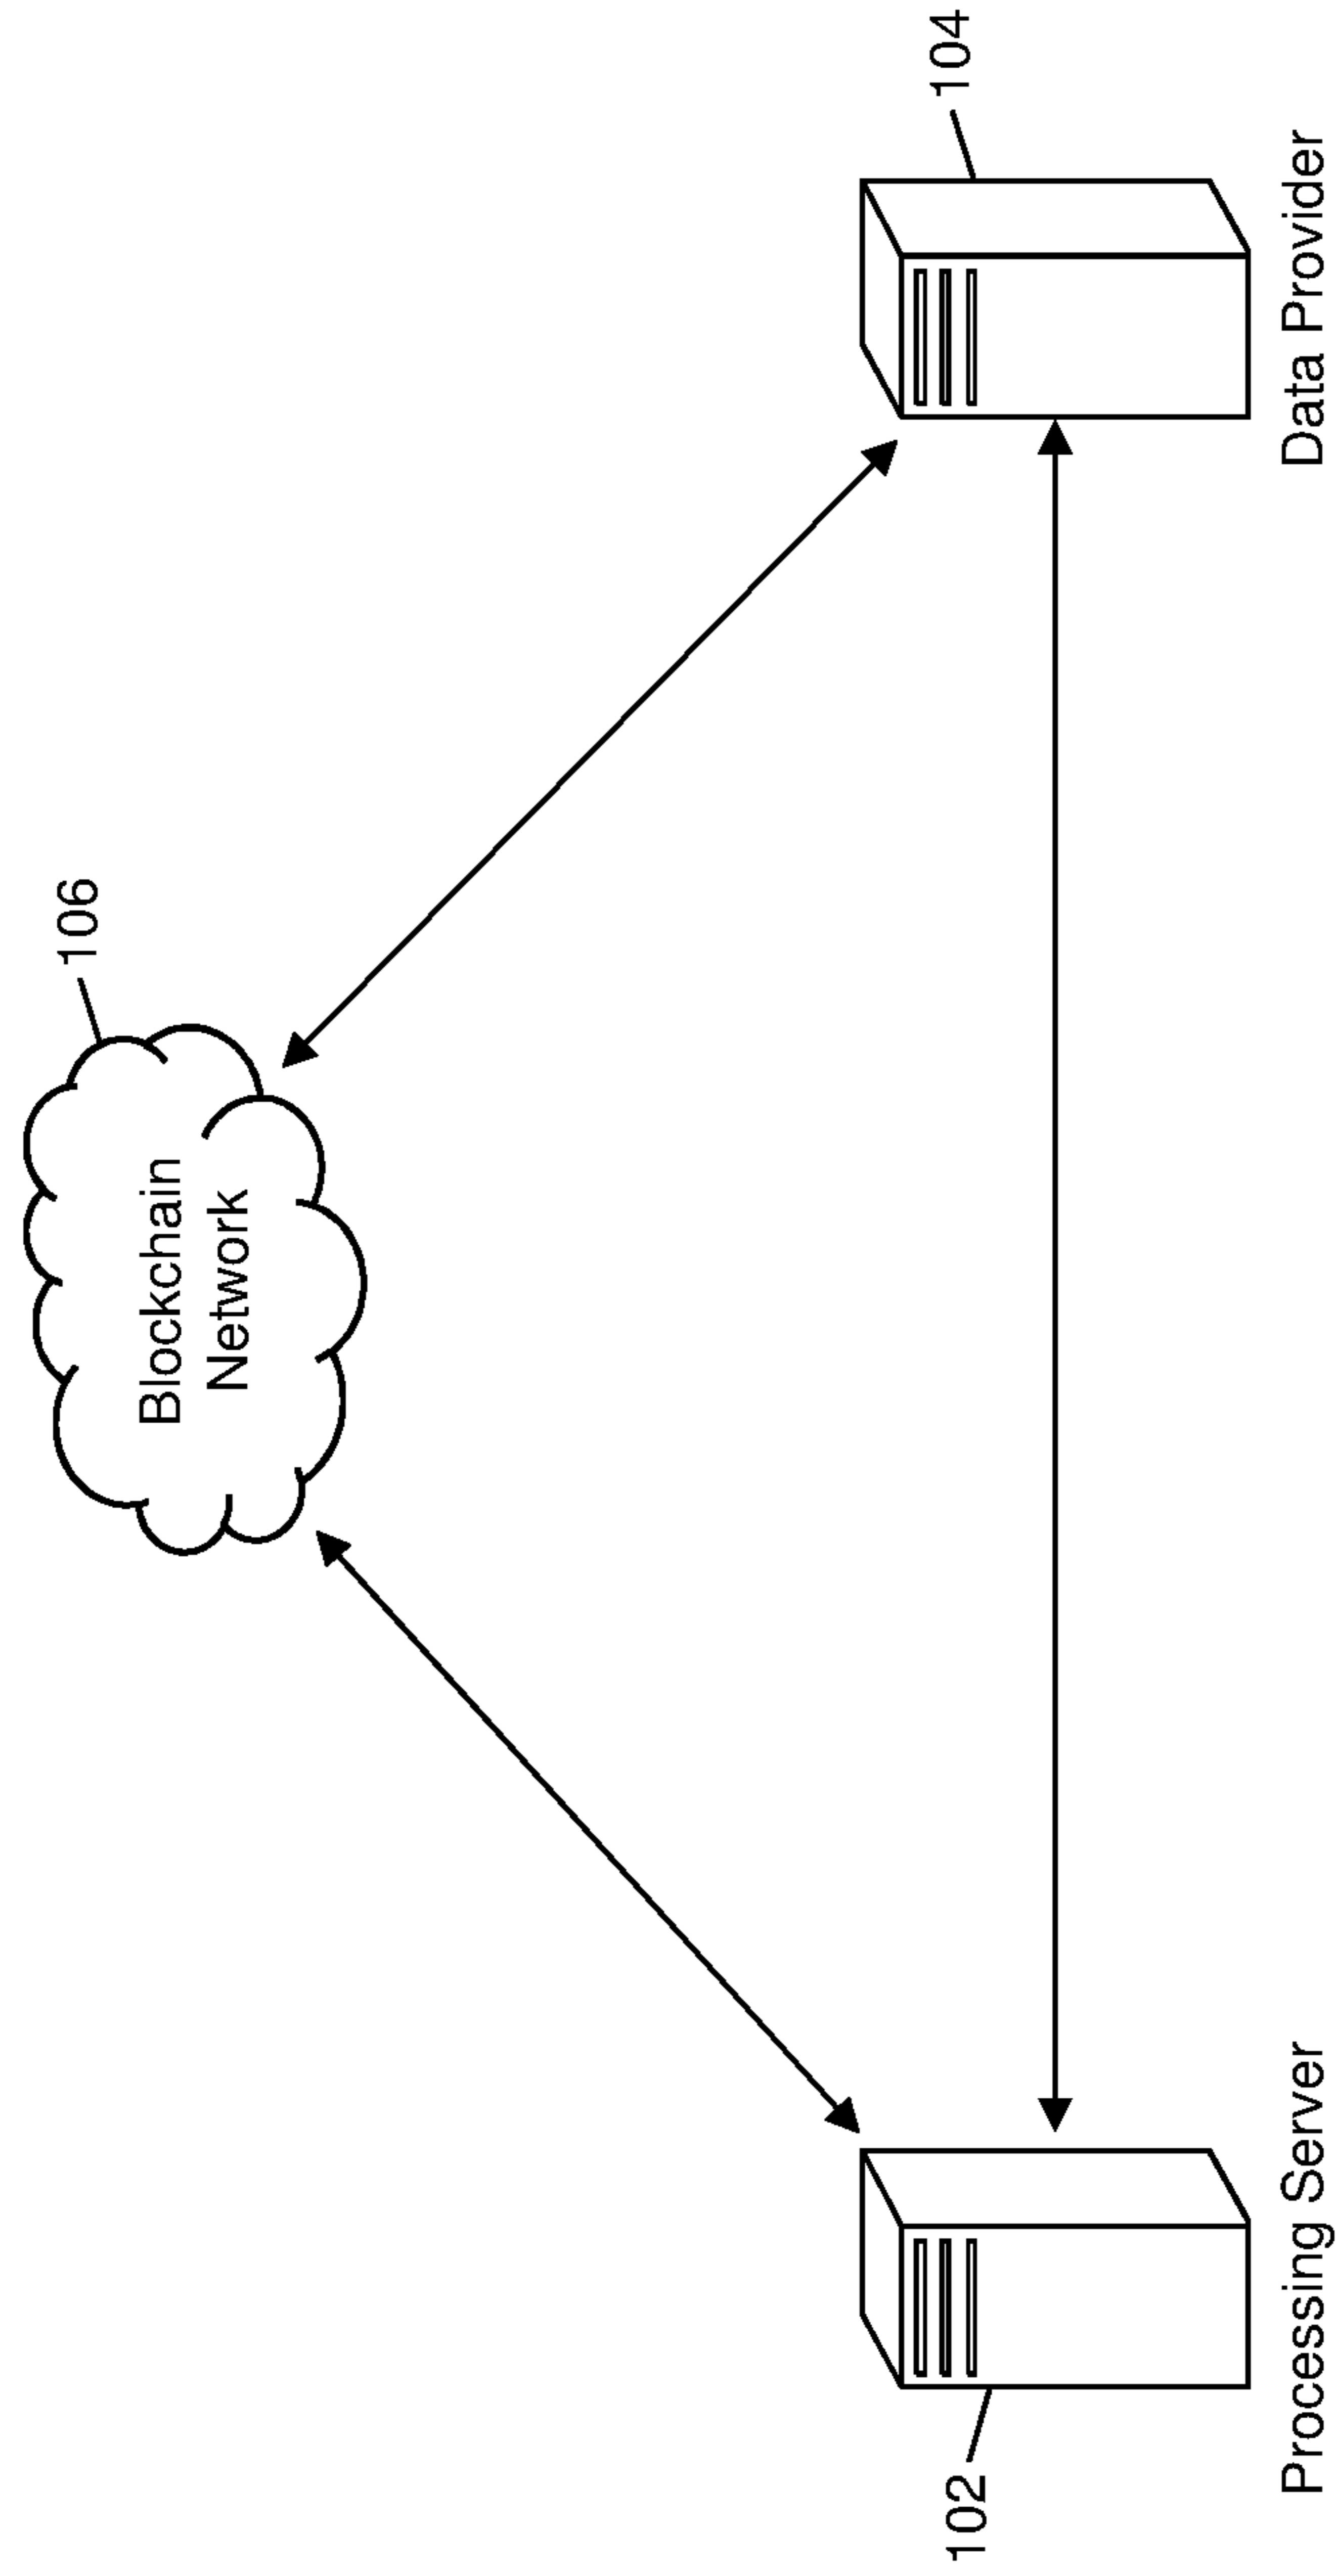 106
Blockchain
Network
102
104
Processing Server
Data Provider